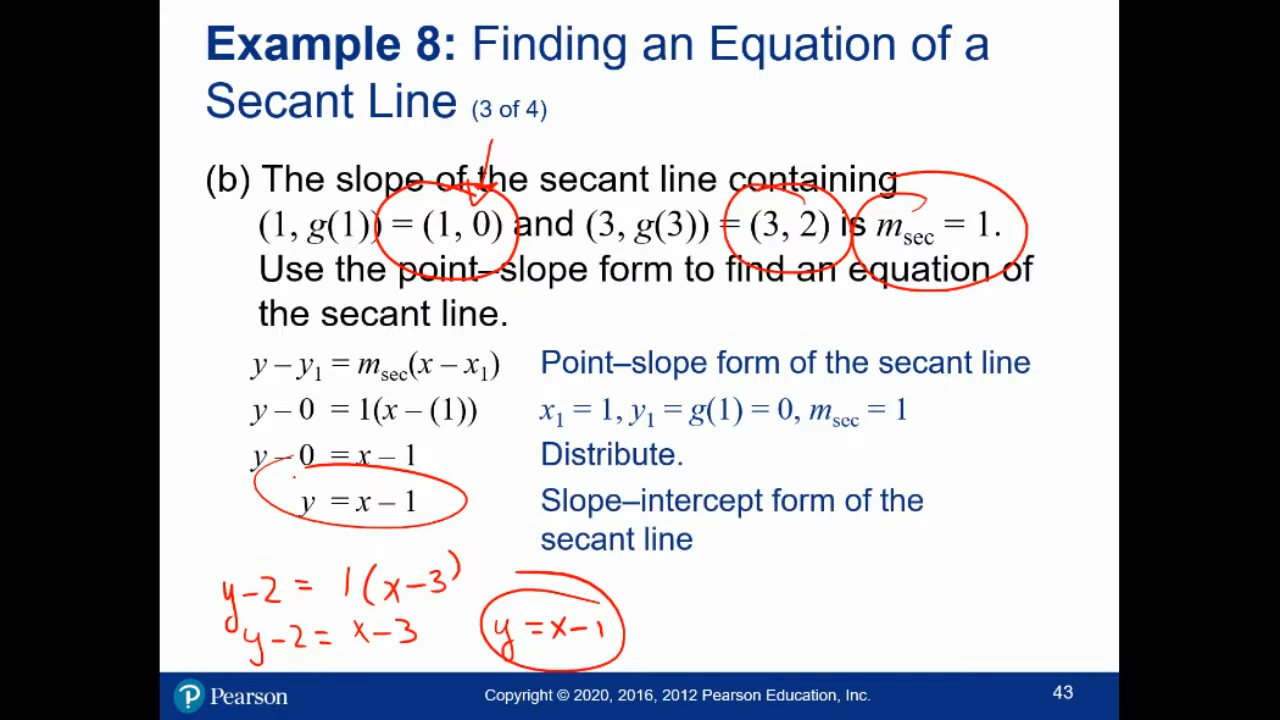 Example 8: Finding an Equation of a
Secant Line (3 of 4)
(b) The slope of the secant line containing
(1, g(1)) = (1, 0) and (3, g(3)) = (3, 2) is m_sec = 1.
Use the point–slope form to find an equation of
the secant line.
y – y₁ = m_sec(x – x₁) Point–slope form of the secant line
y – 0 = 1(x – (1)) x₁ = 1, y₁ = g(1) = 0, m_sec = 1
y – 0 = x – 1 Distribute.
y = x – 1 Slope–intercept form of the
secant line
y-2 = 1(x-3)
y-2 = x-3 y = x-1
Pearson Copyright © 2020, 2016, 2012 Pearson Education, Inc. 43